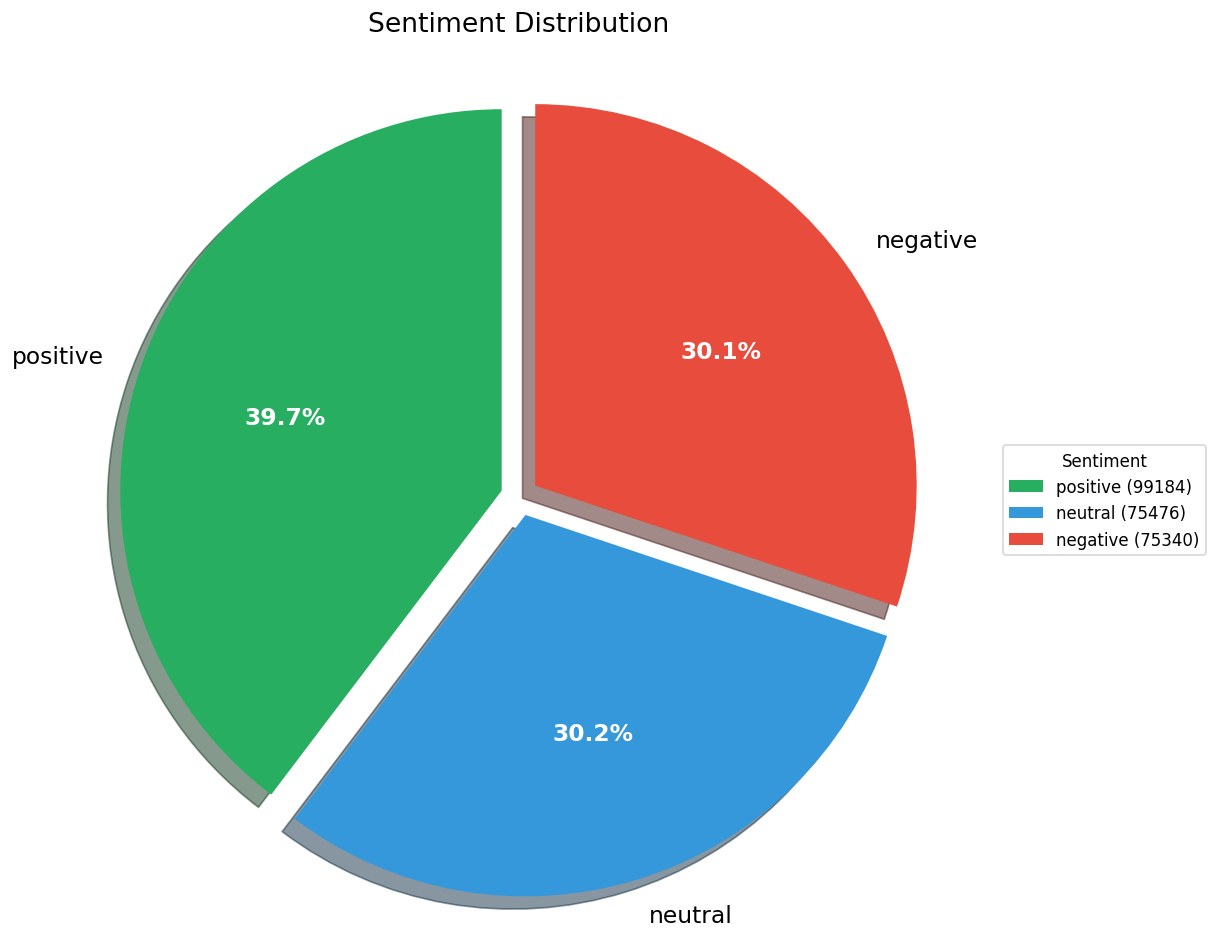 Sentiment Distribution
negative
30.1%
positive
39.7%
Sentiment
positive (99184)
neutral (75476)
negative (75340)
30.2%
neutral